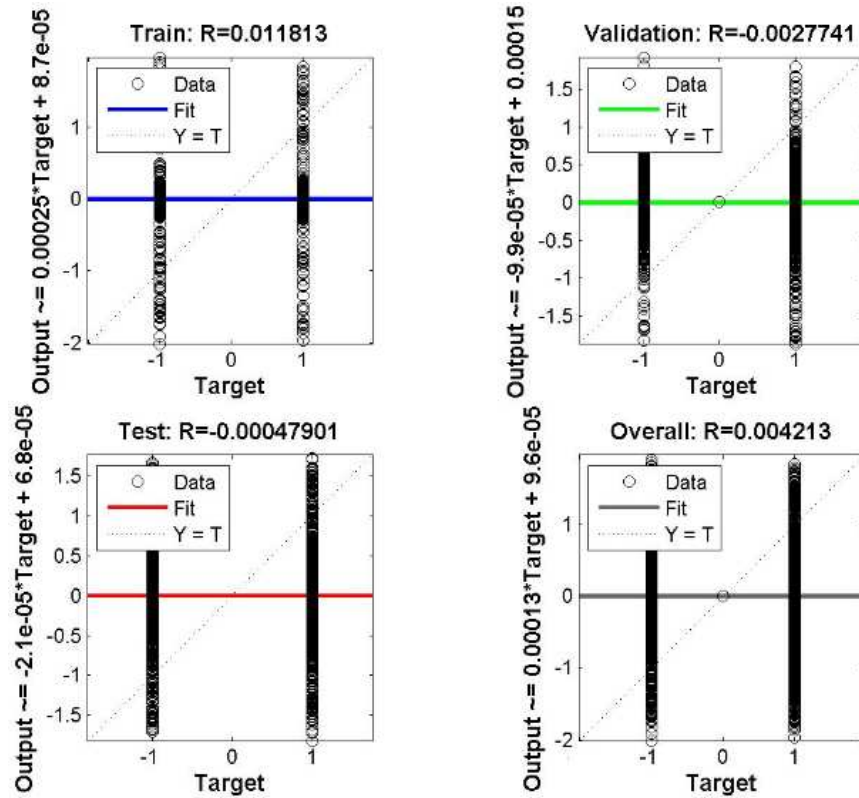 Train: R=0.011813
Output ~= 0.00025*Target + 8.7e-05
Data
Fit
Y = T
1
0
-1
-2
-1 0 1
Target
Validation: R=-0.0027741
Output ~= -9.9e-05*Target + 0.00015
Data
Fit
Y = T
1.5
1
0.5
0
-0.5
-1
-1.5
-1 0 1
Target
Test: R=-0.00047901
Output ~= -2.1e-05*Target + 6.8e-05
Data
Fit
Y = T
1.5
1
0.5
0
-0.5
-1
-1.5
-1 0 1
Target
Overall: R=0.004213
Output ~= 0.00013*Target + 9.6e-05
Data
Fit
Y = T
1
0
-1
-2
-1 0 1
Target